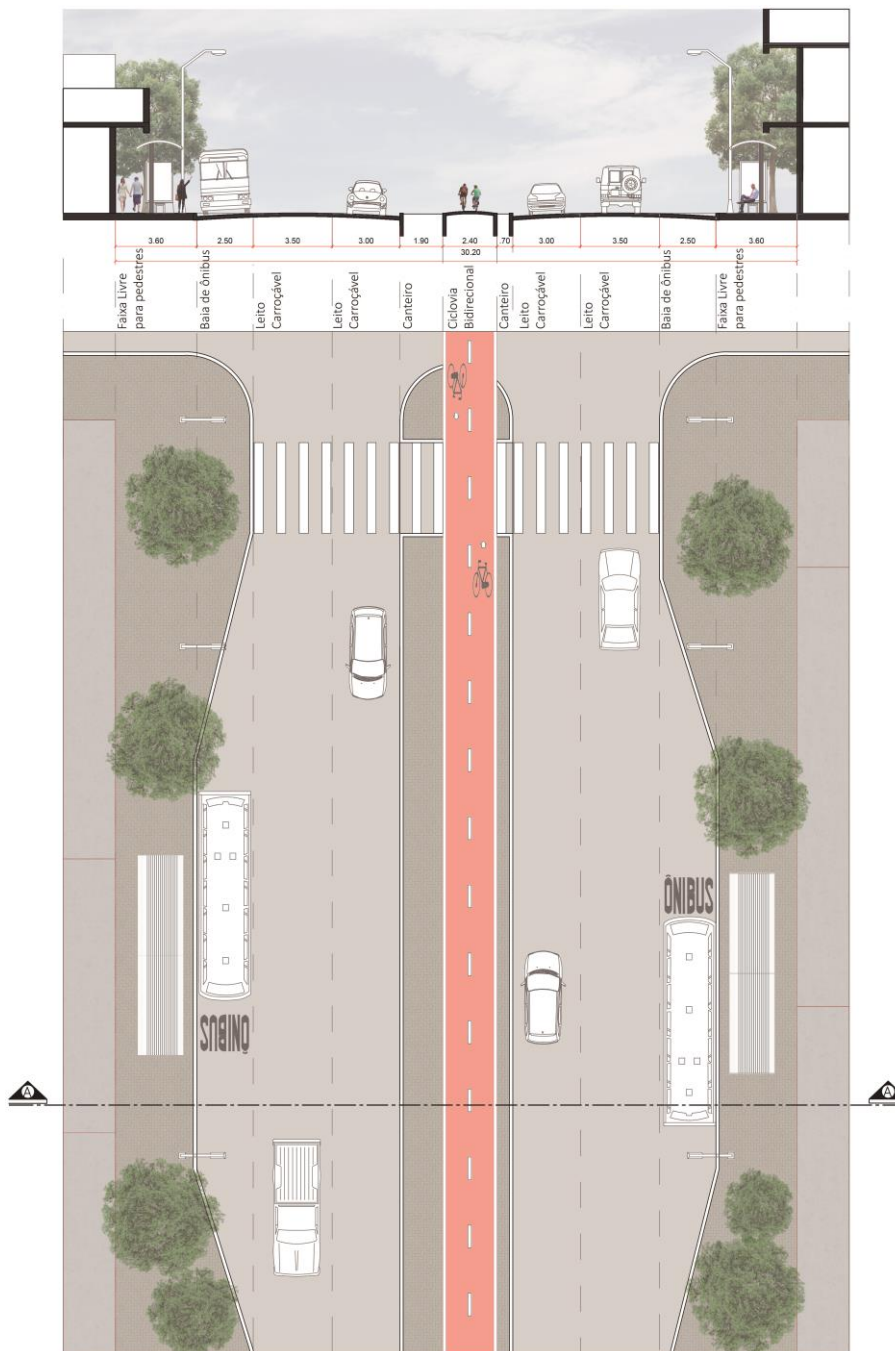 3.60
2.50
3.50
3.00
1.90
2.40
.70
3.00
3.50
2.50
3.60
30.20
Faixa Livre
para pedestres
Baia de ônibus
Leito
Carroçável
Leito
Carroçável
Canteiro
Ciclovia
Bidirecional
Canteiro
Leito
Carroçável
Leito
Carroçável
Baia de ônibus
Faixa Livre
para pedestres
ÔNIBUS
ÔNIBUS
A
A